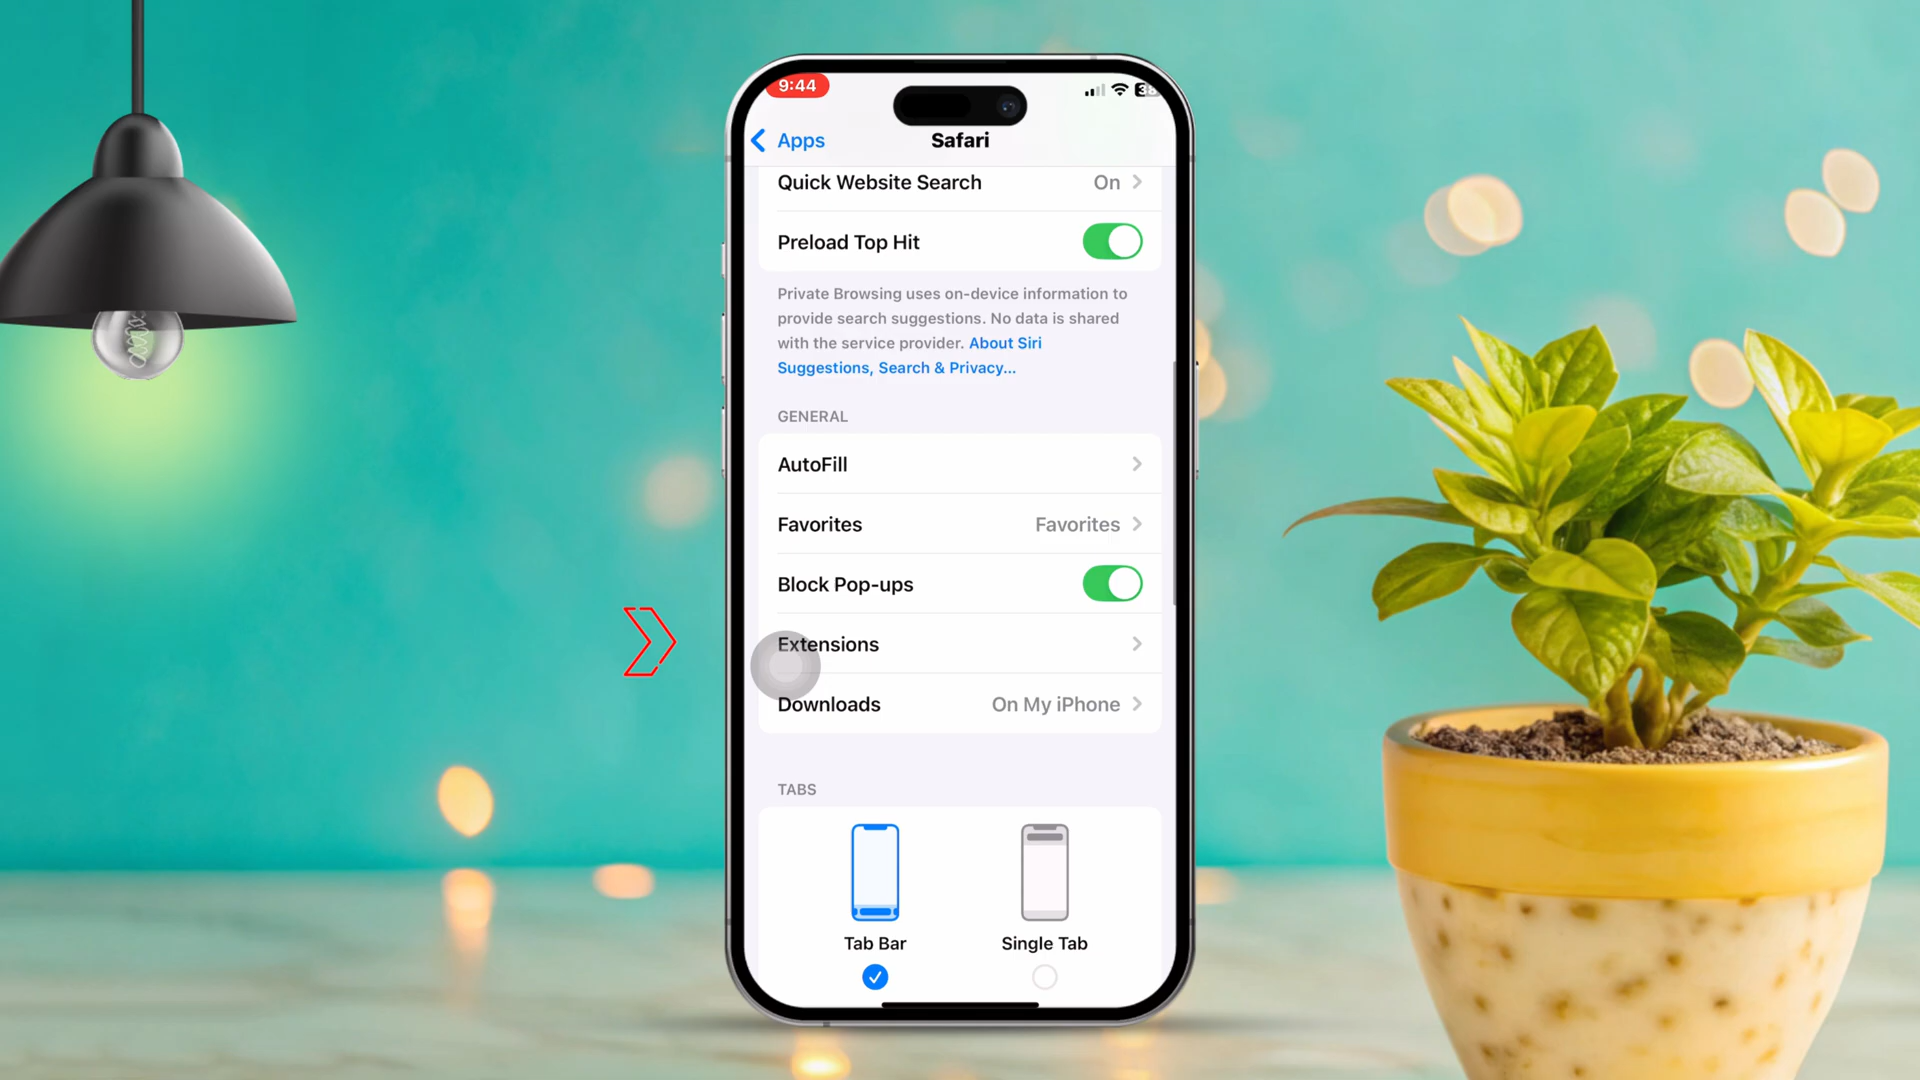 9:44
Apps
Safari
Quick Website Search On
Preload Top Hit
Private Browsing uses on-device information to
provide search suggestions. No data is shared
with the service provider. About Siri
Suggestions, Search & Privacy...
GENERAL
AutoFill
Favorites Favorites
Block Pop-ups
Extensions
Downloads On My iPhone
TABS
Tab Bar Single Tab